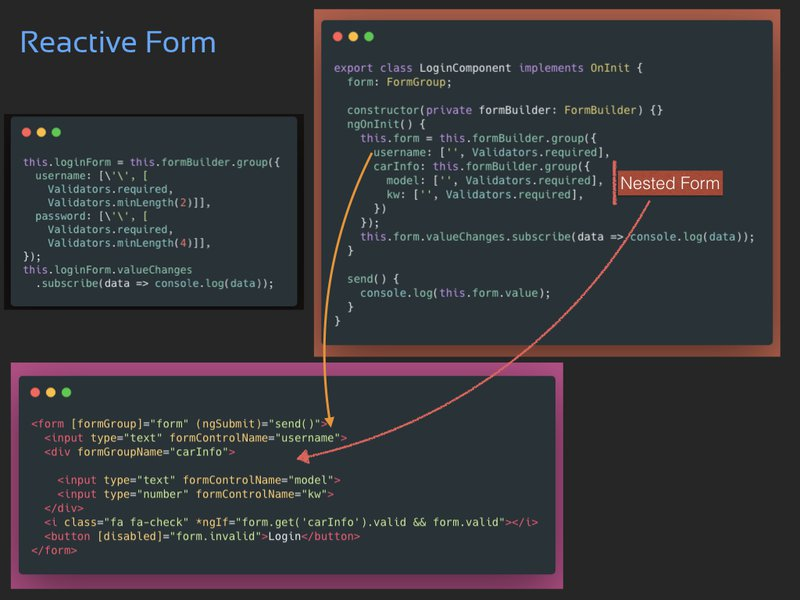 Reactive Form
this.loginForm = this.formBuilder.group({
  username: [\'\', [
    Validators.required,
    Validators.minLength(2)]],
  password: [\'\', [
    Validators.required,
    Validators.minLength(4)]],
});
this.loginForm.valueChanges
  .subscribe(data => console.log(data));
export class LoginComponent implements OnInit {
  form: FormGroup;
  constructor(private formBuilder: FormBuilder) {}
  ngOnInit() {
    this.form = this.formBuilder.group({
      username: ['', Validators.required],
      carInfo: this.formBuilder.group({
        model: ['', Validators.required],
        kw: ['', Validators.required],
      })
    });
    this.form.valueChanges.subscribe(data => console.log(data));
  }
  send() {
    console.log(this.form.value);
  }
}
Nested Form
<form [formGroup]="form" (ngSubmit)="send()">
  <input type="text" formControlName="username">
  <div formGroupName="carInfo">
    <input type="text" formControlName="model">
    <input type="number" formControlName="kw">
  </div>
  <i class="fa fa-check" *ngIf="form.get('carInfo').valid && form.valid"></i>
  <button [disabled]="form.invalid">Login</button>
</form>